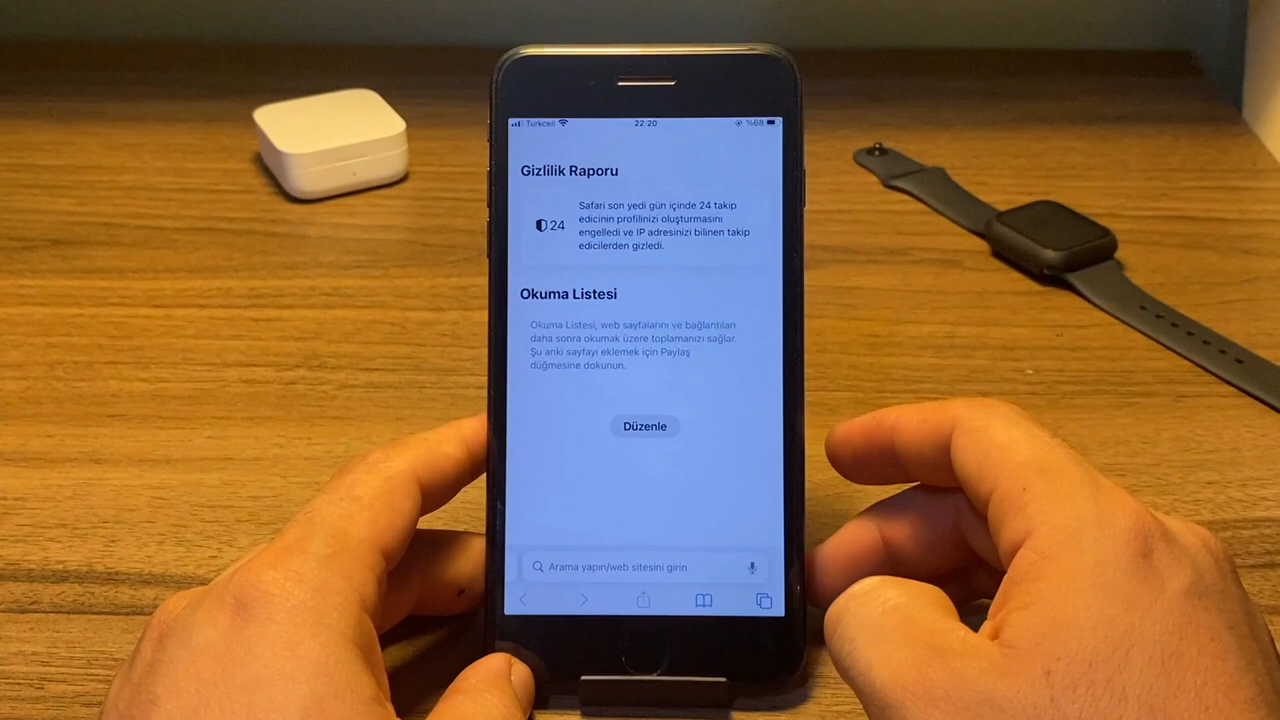 Turkcell 22:20 %68
Gizlilik Raporu
24
Safari son yedi gün içinde 24 takip
edicinin profilinizi oluşturmasını
engelledi ve IP adresinizi bilinen takip
edicilerden gizledi.
Okuma Listesi
Okuma Listesi, web sayfalarını ve bağlantıları
daha sonra okumak üzere toplamanızı sağlar.
Şu anki sayfayı eklemek için Paylaş
düğmesine dokunun.
Düzenle
Arama yapın/web sitesini girin